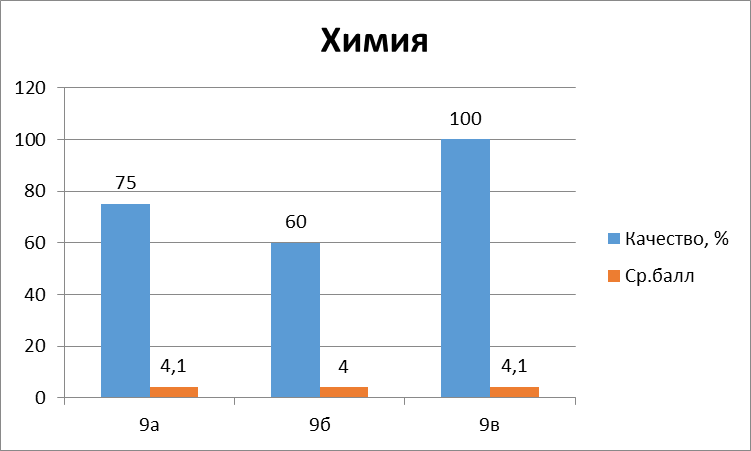 Химия
120
100
80
60
40
20
0
75
4,1
60
4
100
4,1
9а
9б
9в
Качество, %
Ср.балл